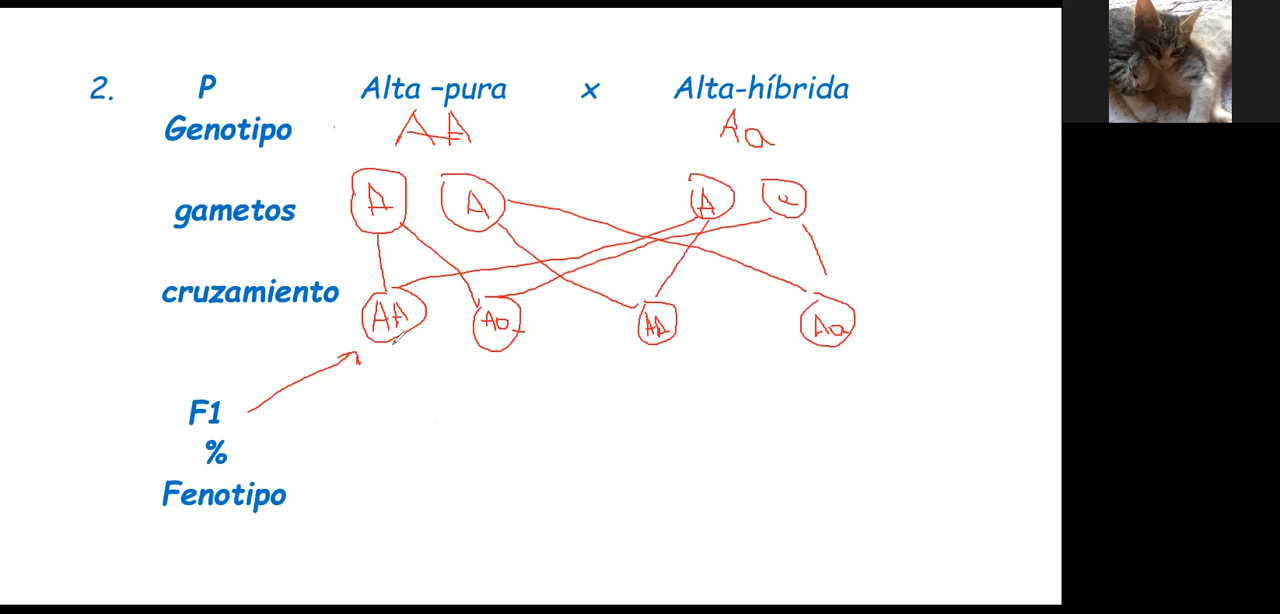 2. P Alta –pura x Alta-híbrida
Genotipo AA Aa
gametos A A A a
cruzamiento AA Aa AA Aa
F1
%
Fenotipo